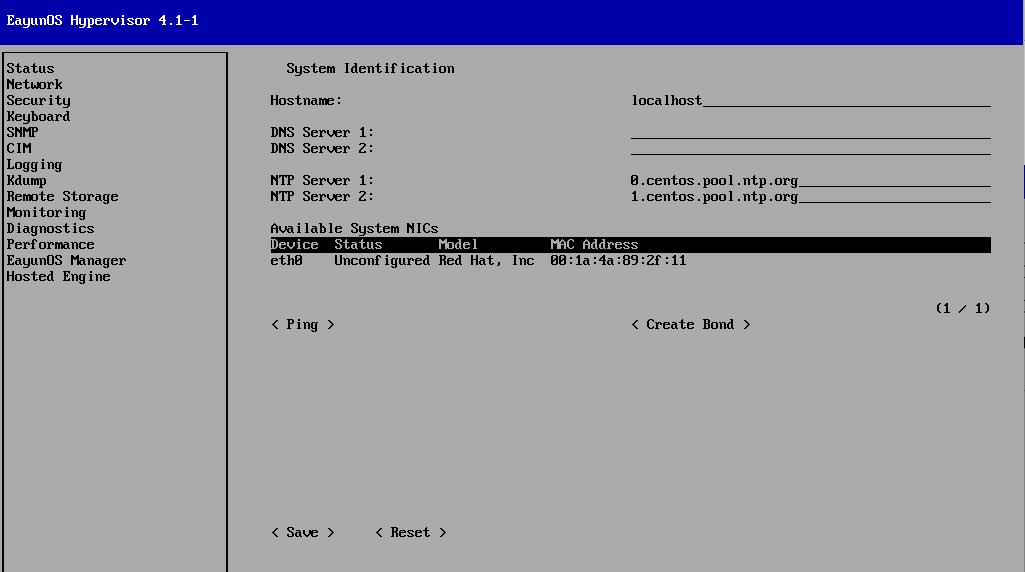 EayunOS Hypervisor 4.1-1
Status
Network
Security
Keyboard
SNMP
CIM
Logging
Kdump
Remote Storage
Monitoring
Diagnostics
Performance
EayunOS Manager
Hosted Engine
System Identification
Hostname: localhost
DNS Server 1:
DNS Server 2:
NTP Server 1: 0.centos.pool.ntp.org
NTP Server 2: 1.centos.pool.ntp.org
Available System NICs
Device Status Model MAC Address
eth0 Unconfigured Red Hat, Inc 00:1a:4a:89:2f:11
(1 / 1)
< Ping > < Create Bond >
< Save > < Reset >